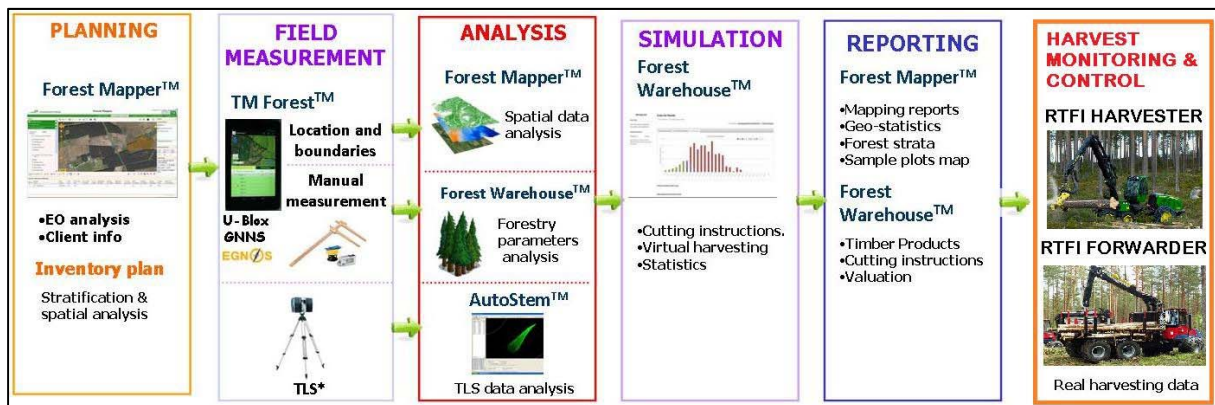 PLANNING
Forest Mapper™
•EO analysis
•Client info
Inventory plan
Stratification &
spatial analysis
FIELD
MEASUREMENT
TM Forest™
Location and
boundaries
Manual
measurement
U-Blox
GNNS
EGNOS
TLS*
ANALYSIS
Forest Mapper™
Spatial data
analysis
Forest Warehouse™
Forestry
parameters
analysis
AutoStem™
TLS data analysis
SIMULATION
Forest
Warehouse™
•Cutting instructions.
•Virtual harvesting
•Statistics
REPORTING
Forest Mapper™
•Mapping reports
•Geo-statistics
•Forest strata
•Sample plots map
Forest
Warehouse™
•Timber Products
•Cutting instructions
•Valuation
HARVEST
MONITORING &
CONTROL
RTFI HARVESTER
RTFI FORWARDER
Real harvesting data